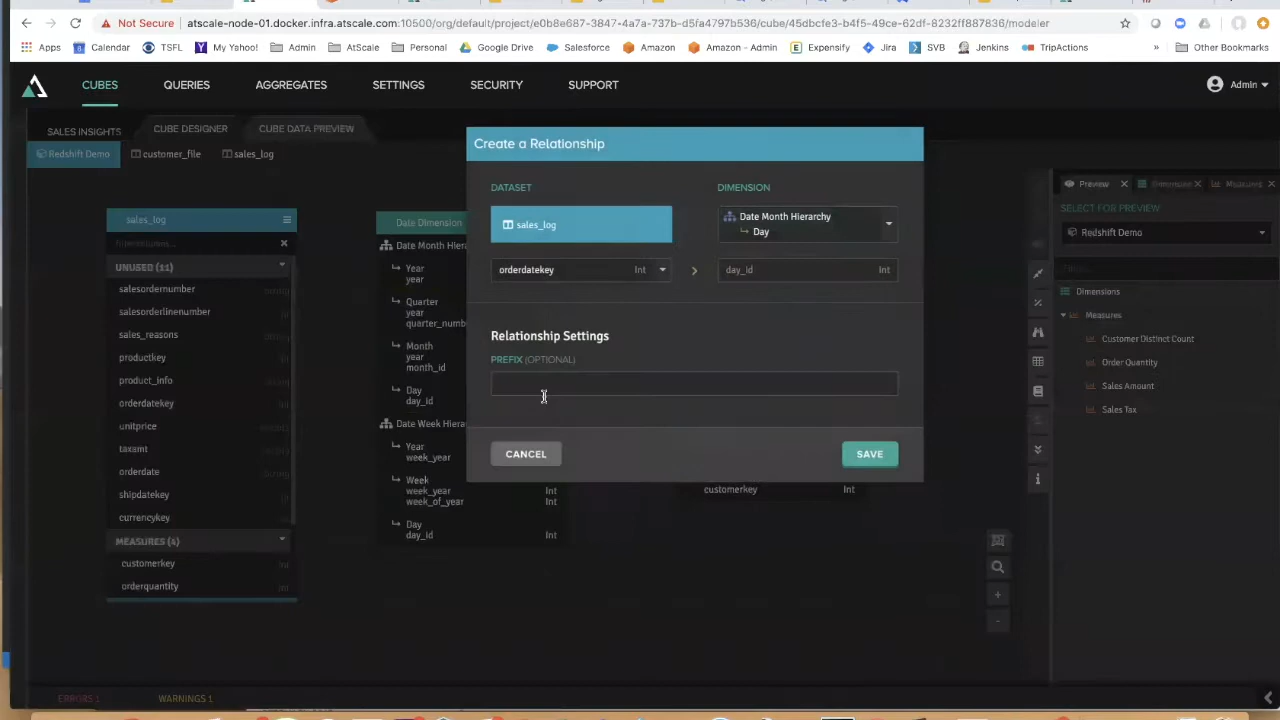 Not Secure atscale-node-01.docker.infra.atscale.com:10500/org/default/project/e0b8e687-3847-4a7a-737b-d5fa4797b536/cube/45dbcfe3-b4f5-49ce-62df-8232ff887836/modeler
Apps Calendar TSFL My Yahoo! Admin AtScale Personal Google Drive Salesforce Amazon Amazon - Admin Expensify Jira SVB Jenkins TripActions » Other Bookmarks
CUBES QUERIES AGGREGATES SETTINGS SECURITY SUPPORT Admin
SALES INSIGHTS CUBE DESIGNER CUBE DATA PREVIEW
Redshift Demo customer_file sales_log
sales_log
UNUSED (11)
salesordernumber
salesorderlinenumber
sales_reasons
productkey
product_info
orderdatekey
unitprice
taxamt
orderdate
shipdatekey
currencykey
MEASURES (4)
customerkey
orderquantity
Date Dimension
Date Month Hiera
Year
year
Quarter
year
quarter_numb
Month
year
month_id
Day
day_id
Date Week Hiera
Year
week_year
Week
week_year Int
week_of_year Int
Day
day_id Int
Create a Relationship
DATASET DIMENSION
sales_log
Date Month Hierarchy
Day
orderdatekey Int > day_id Int
Relationship Settings
PREFIX (OPTIONAL)
CANCEL SAVE
customerkey Int
Preview Dimensions Measures
SELECT FOR PREVIEW
Redshift Demo
Dimensions
Measures
Customer Distinct Count
Order Quantity
Sales Amount
Sales Tax
ERRORS 1 WARNINGS 1